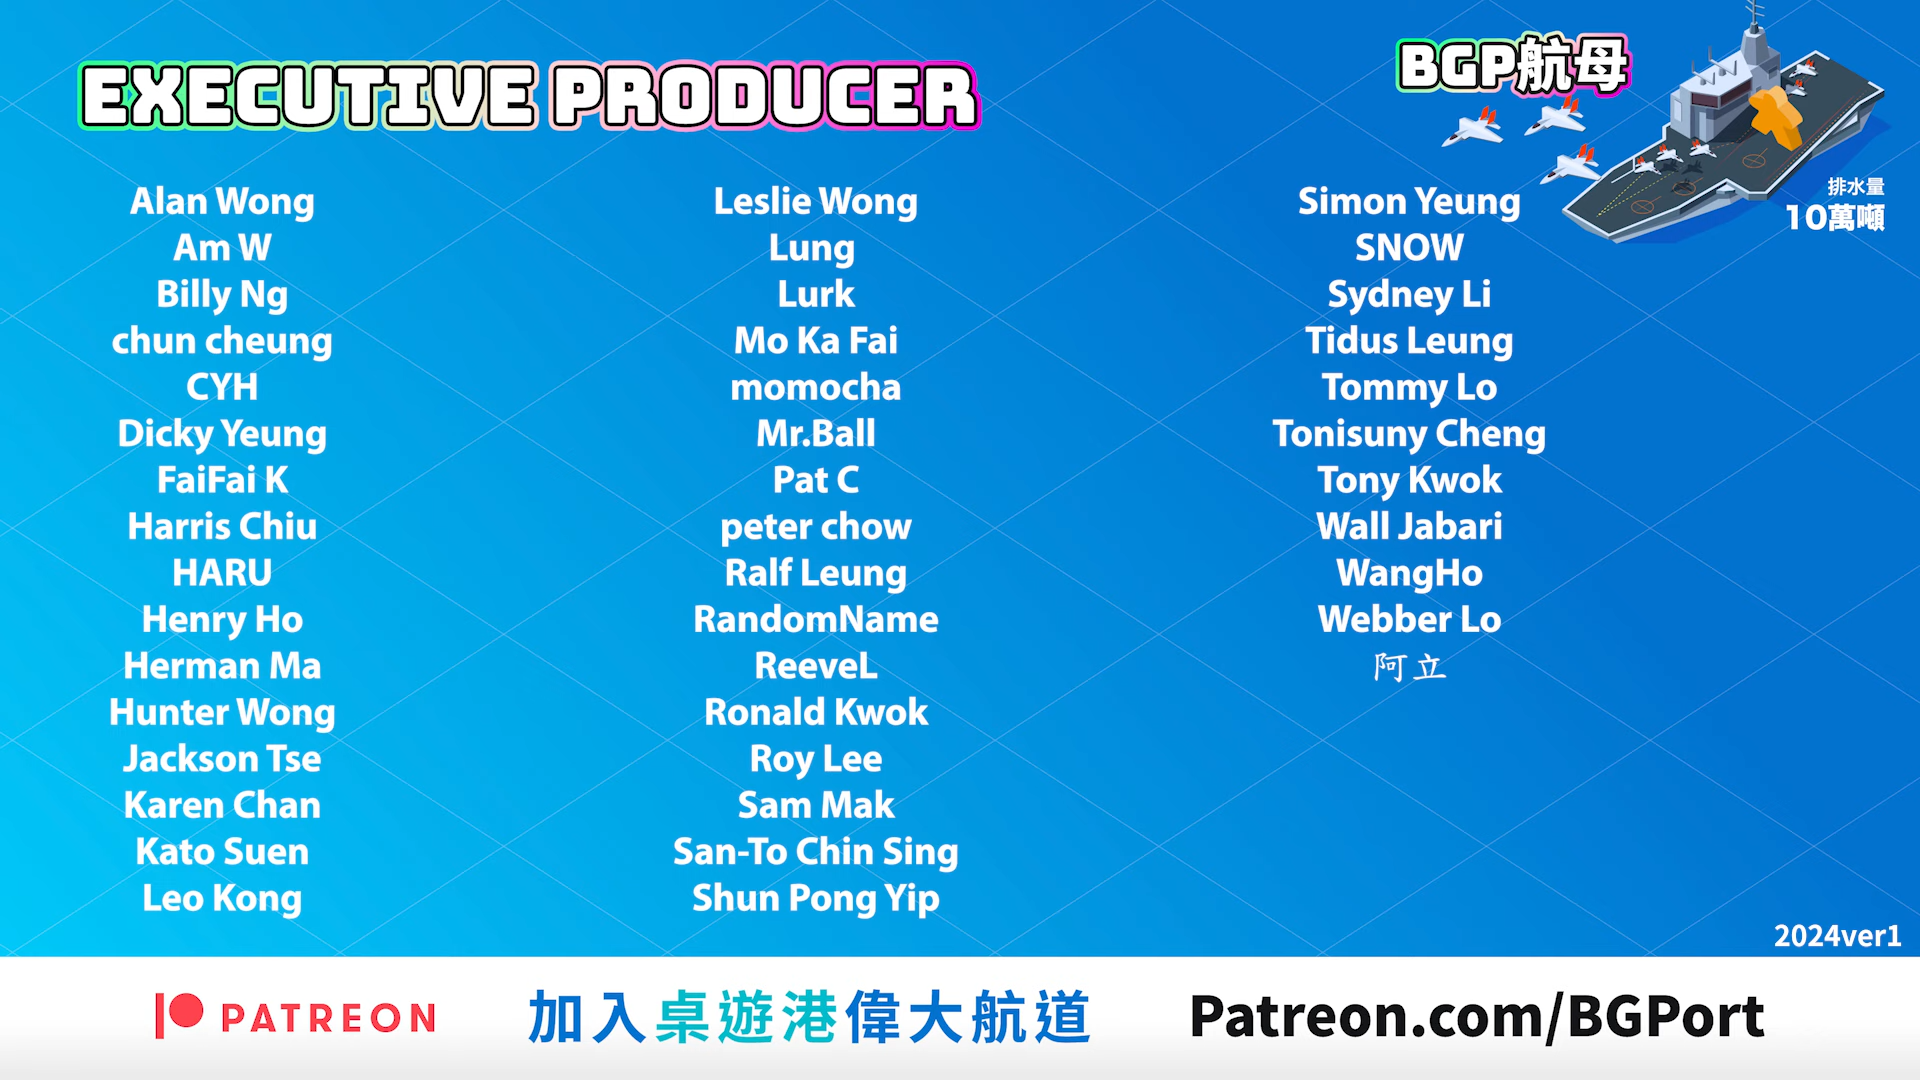 EXECUTIVE PRODUCER
BGP航母
排水量
10萬噸
Alan Wong
Am W
Billy Ng
chun cheung
CYH
Dicky Yeung
FaiFai K
Harris Chiu
HARU
Henry Ho
Herman Ma
Hunter Wong
Jackson Tse
Karen Chan
Kato Suen
Leo Kong
Leslie Wong
Lung
Lurk
Mo Ka Fai
momocha
Mr.Ball
Pat C
peter chow
Ralf Leung
RandomName
ReeveL
Ronald Kwok
Roy Lee
Sam Mak
San-To Chin Sing
Shun Pong Yip
Simon Yeung
SNOW
Sydney Li
Tidus Leung
Tommy Lo
Tonisuny Cheng
Tony Kwok
Wall Jabari
WangHo
Webber Lo
阿立
2024ver1
PATREON
加入桌遊港偉大航道
Patreon.com/BGPort